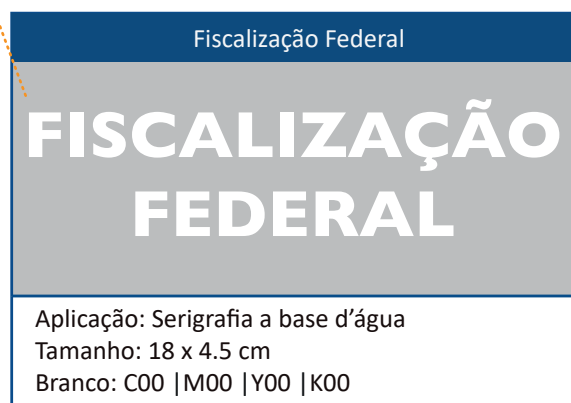 Fiscalização Federal
FISCALIZAÇÃO
FEDERAL
Aplicação: Serigrafia a base d’água
Tamanho: 18 x 4.5 cm
Branco: C00 |M00 |Y00 |K00